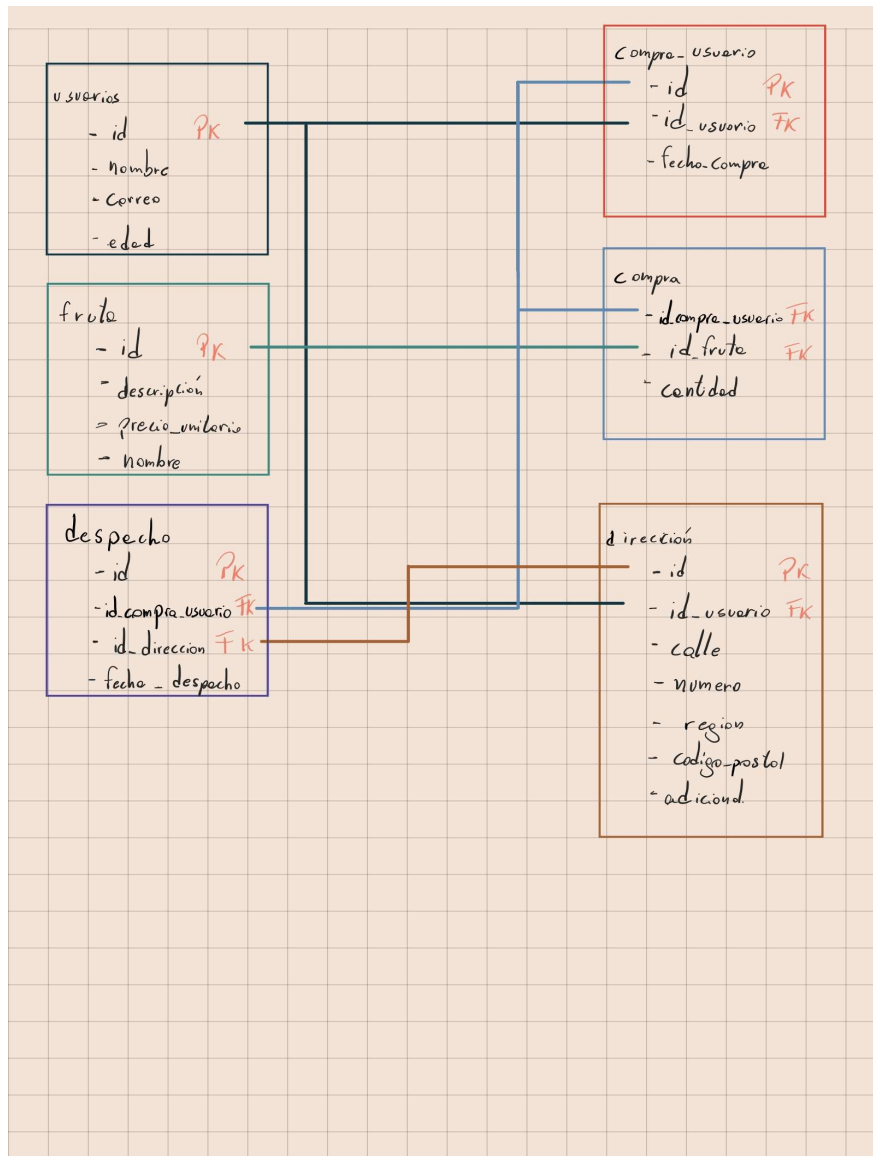 usuarios
- id PK
- nombre
- correo
- edad
fruta
- id PK
- descripción
- precio_unitario
- nombre
despacho
- id PK
- id_compra_usuario FK
- id_direccion FK
- fecha_despacho
Compra_usuario
- id PK
- id_usuario FK
- fecha_compra
Compra
- id_compra_usuario FK
- id_fruta FK
- cantidad
dirección
- id PK
- id_usuario FK
- calle
- numero
- region
- codigo_postal
- adicional